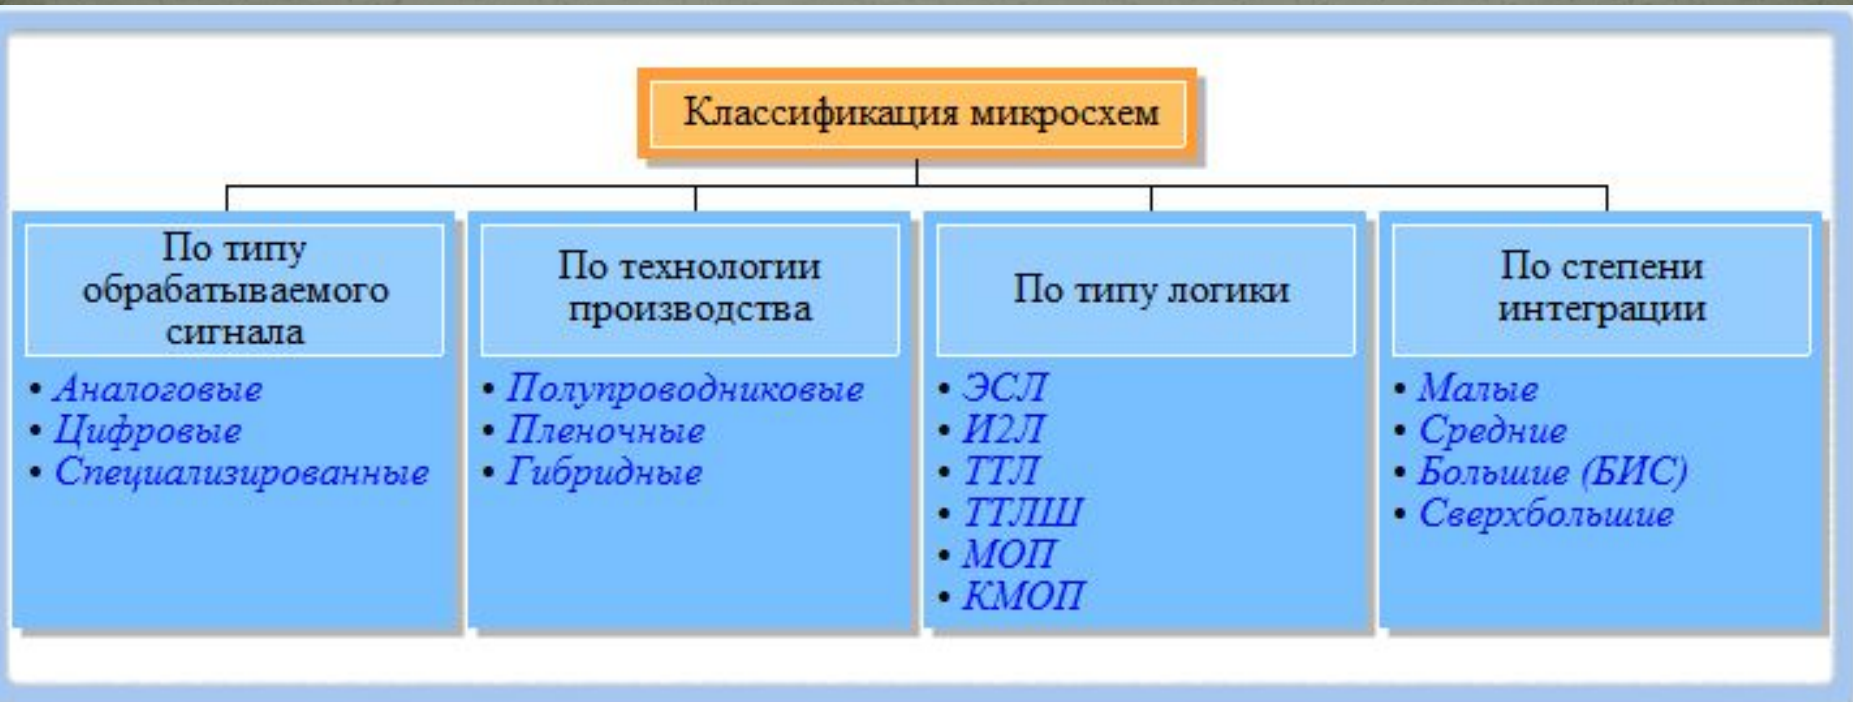 Классификация микросхем
По типу
обрабатываемого
сигнала
• Аналоговые
• Цифровые
• Специализированные
По технологии
производства
• Полупроводниковые
• Пленочные
• Гибридные
По типу логики
• ЭСЛ
• И2Л
• ТТЛ
• ТТЛШ
• МОП
• КМОП
По степени
интеграции
• Малые
• Средние
• Большие (БИС)
• Сверхбольшие